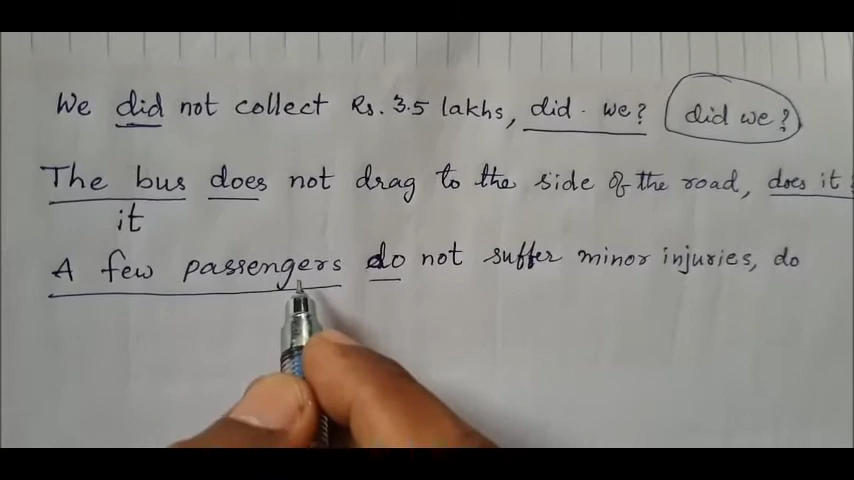 We did not collect Rs. 3.5 lakhs, did we? did we?
The bus does not drag to the side of the road, does it?
it
A few passengers do not suffer minor injuries, do